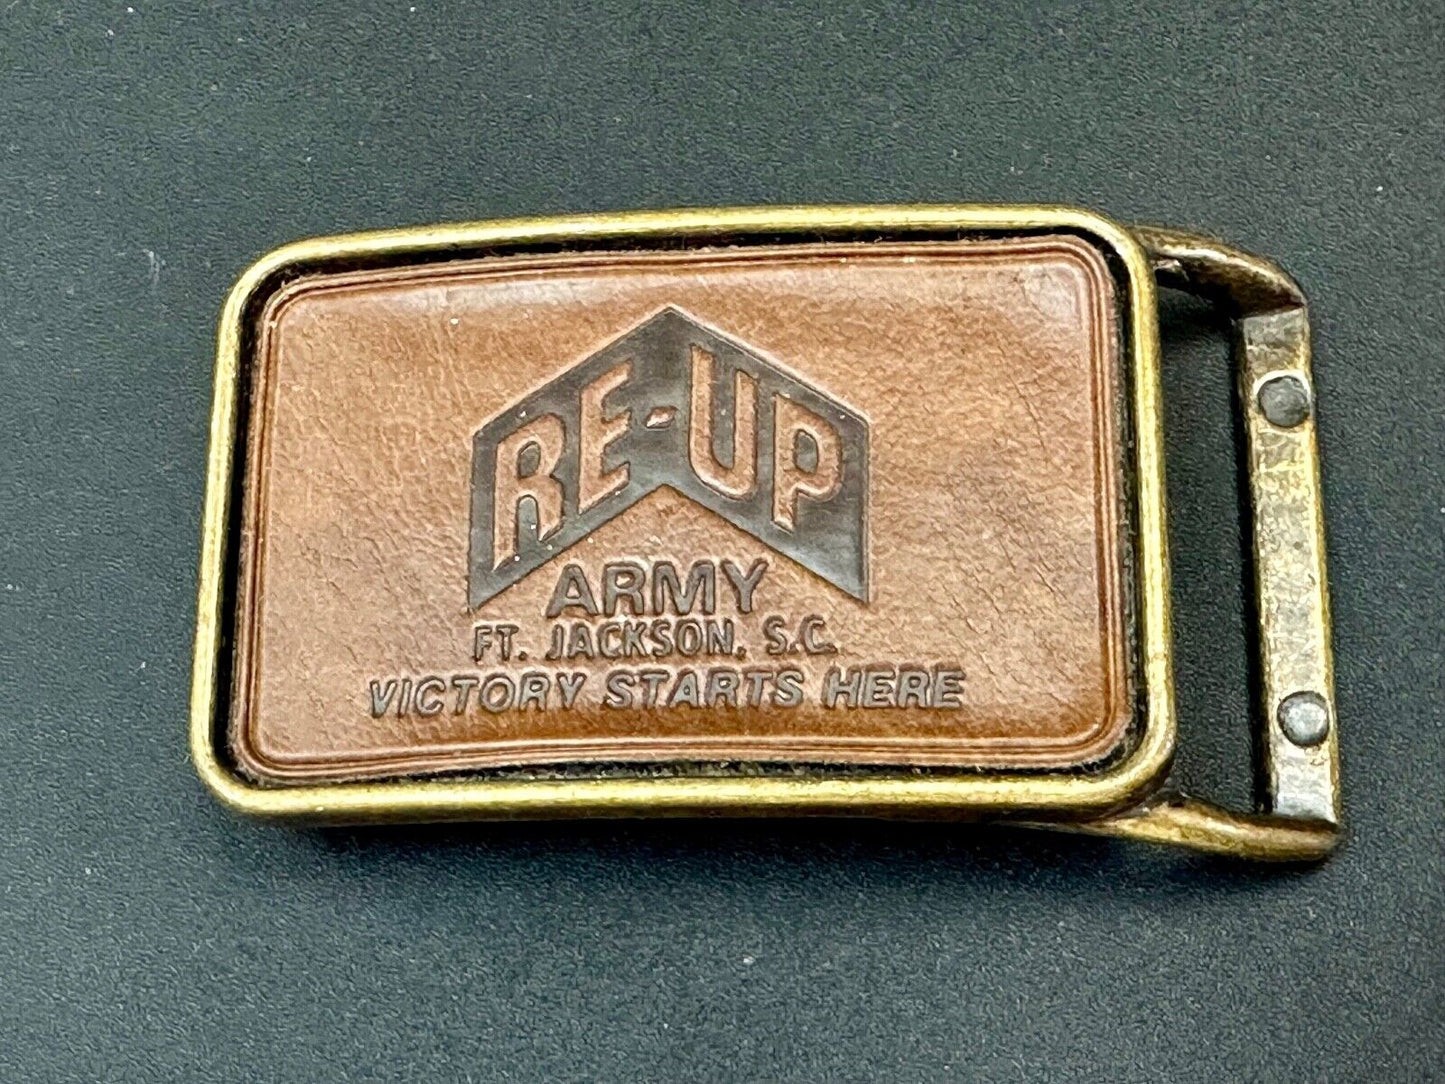 RE-UP
ARMY
FT. JACKSON, S.C.
VICTORY STARTS HERE